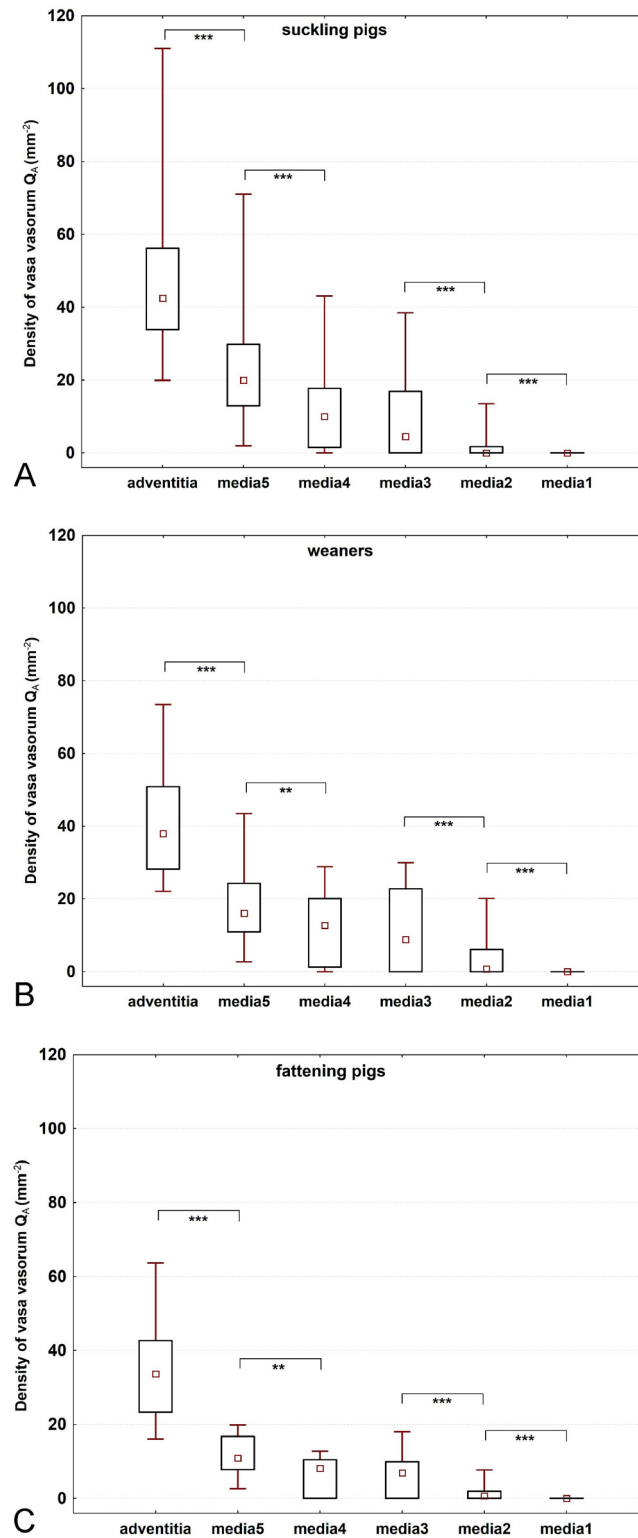 suckling pigs
Density of vasa vasorum QA (mm-2)
120
100
80
60
40
20
0
***
***
***
***
adventitia media5 media4 media3 media2 media1
A
weaners
Density of vasa vasorum QA (mm-2)
120
100
80
60
40
20
0
***
**
***
***
adventitia media5 media4 media3 media2 media1
B
fattening pigs
Density of vasa vasorum QA (mm-2)
120
100
80
60
40
20
0
***
**
***
***
adventitia media5 media4 media3 media2 media1
C